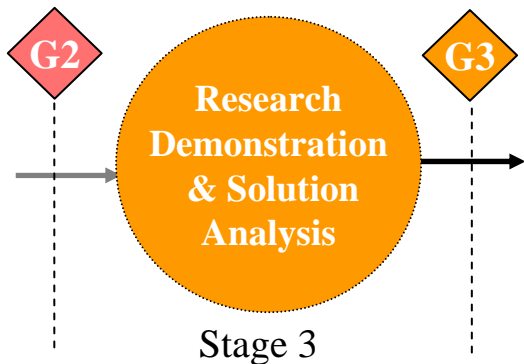 G2
G3
Research
Demonstration
& Solution
Analysis
Stage 3